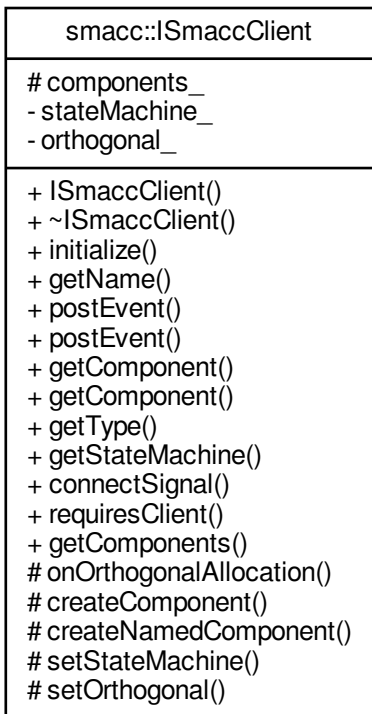 smacc::ISmaccClient
# components_
- stateMachine_
- orthogonal_
+ ISmaccClient()
+ ~ISmaccClient()
+ initialize()
+ getName()
+ postEvent()
+ postEvent()
+ getComponent()
+ getComponent()
+ getType()
+ getStateMachine()
+ connectSignal()
+ requiresClient()
+ getComponents()
# onOrthogonalAllocation()
# createComponent()
# createNamedComponent()
# setStateMachine()
# setOrthogonal()